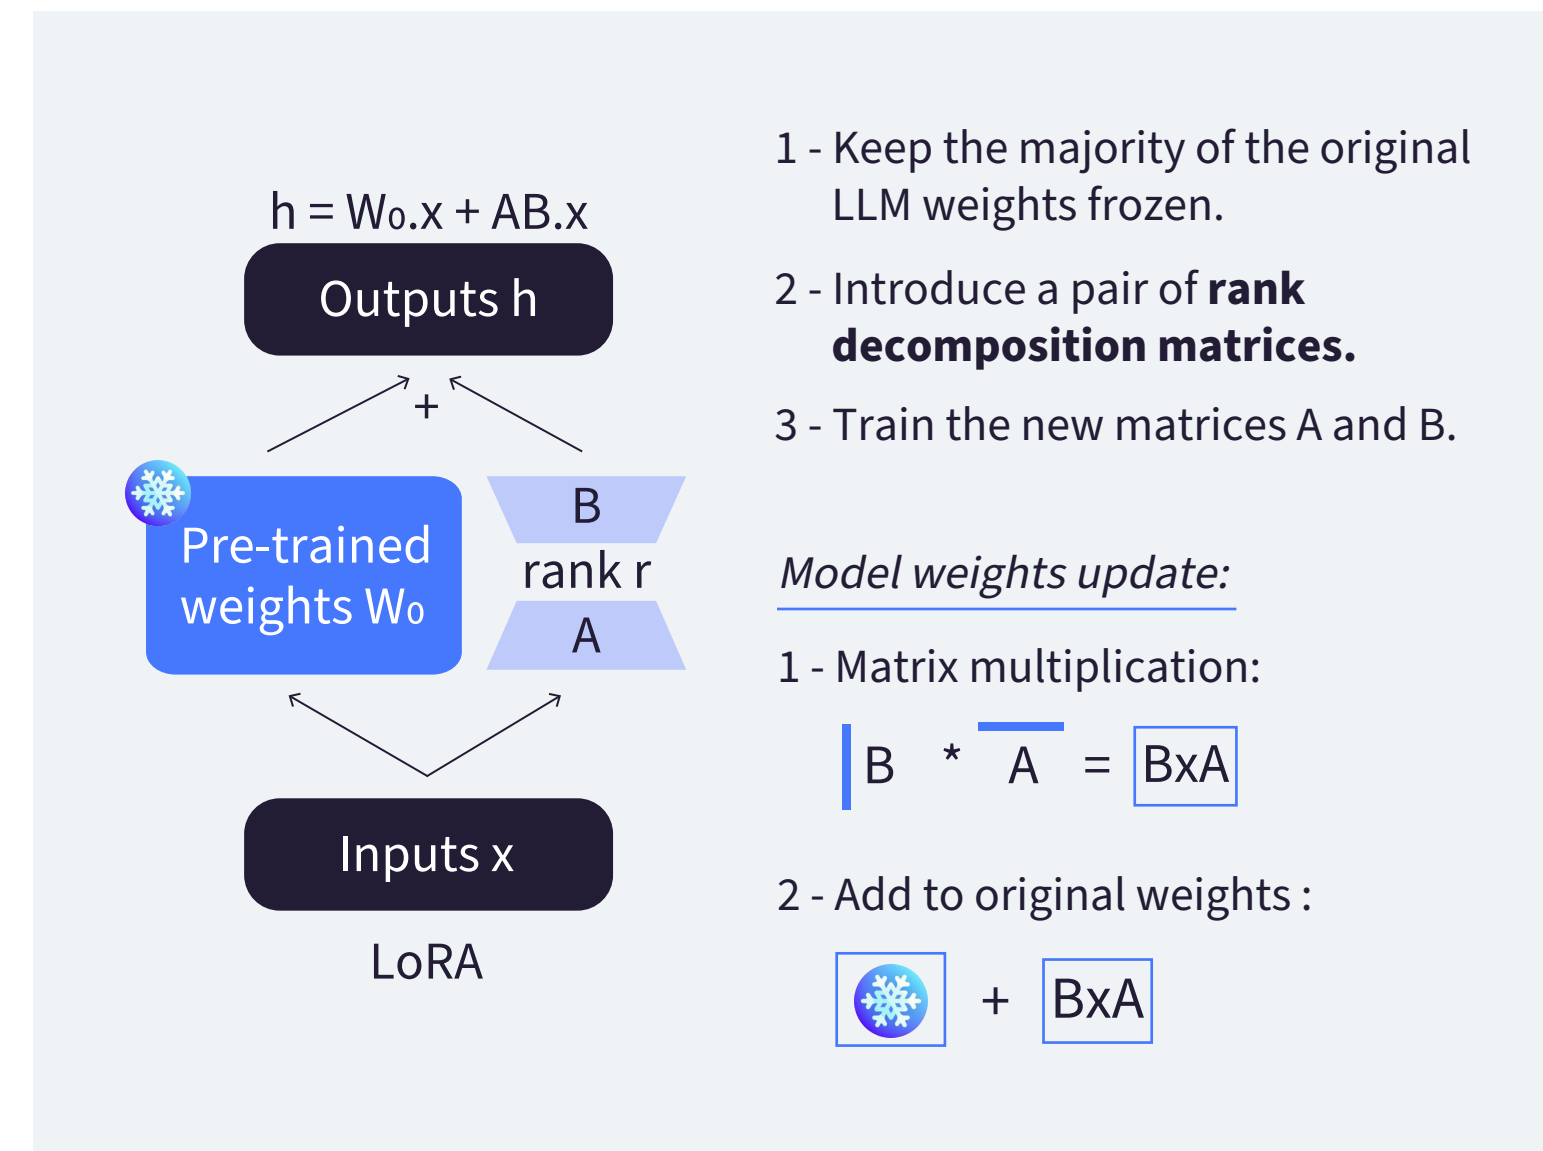 h = W₀.x + AB.x
Outputs h
+
Pre-trained
weights W₀
B
rank r
A
Inputs x
LoRA
1 - Keep the majority of the original
LLM weights frozen.
2 - Introduce a pair of rank
decomposition matrices.
3 - Train the new matrices A and B.
Model weights update:
1 - Matrix multiplication:
B * A = BxA
2 - Add to original weights :
+ BxA